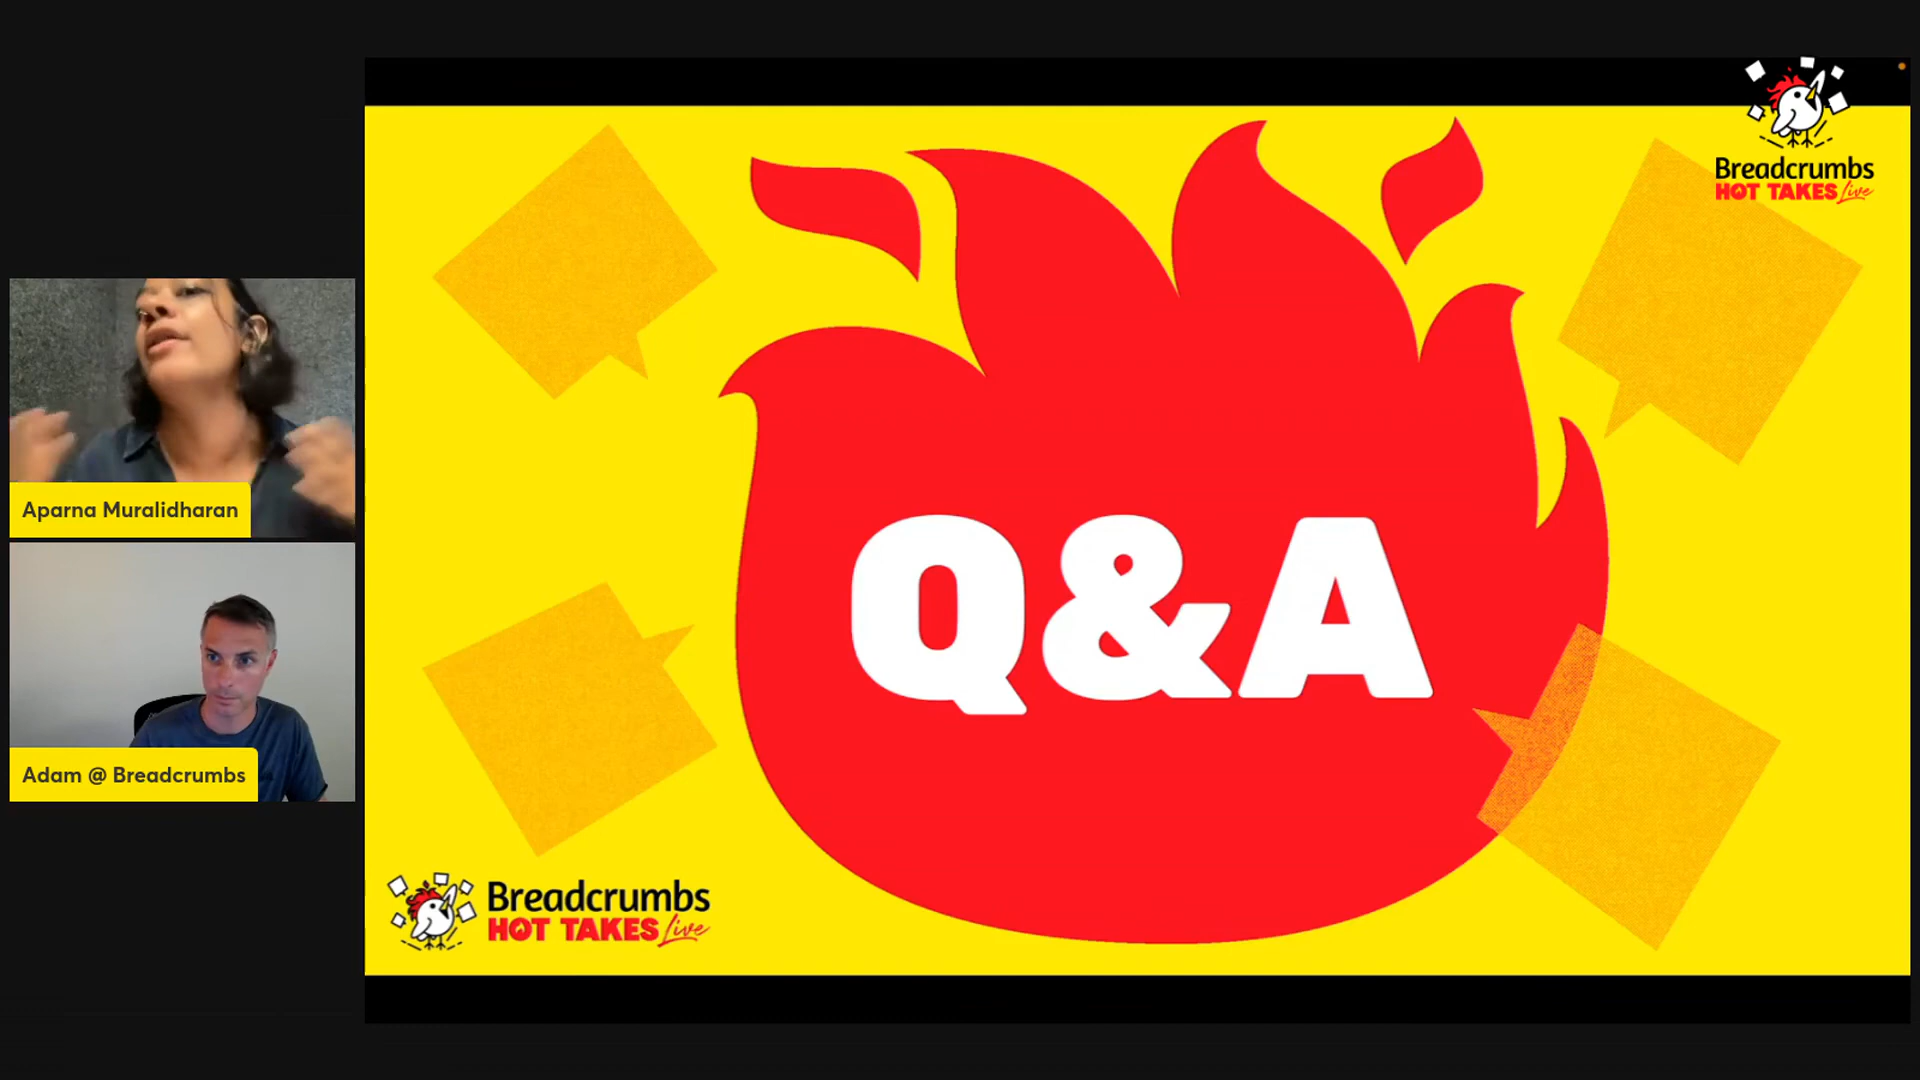 Breadcrumbs
HOT TAKES Live
Aparna Muralidharan
Q&A
Adam @ Breadcrumbs
Breadcrumbs
HOT TAKES Live